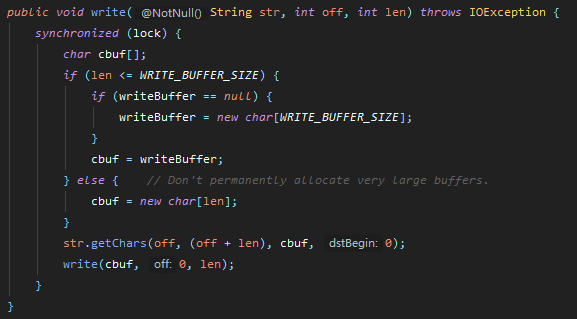 public void write( @NotNull() String str, int off, int len) throws IOException {
synchronized (lock) {
char cbuf[];
if (len <= WRITE_BUFFER_SIZE) {
if (writeBuffer == null) {
writeBuffer = new char[WRITE_BUFFER_SIZE];
}
cbuf = writeBuffer;
} else {    // Don't permanently allocate very large buffers.
cbuf = new char[len];
}
str.getChars(off, (off + len), cbuf, dstBegin: 0);
write(cbuf, off: 0, len);
}
}